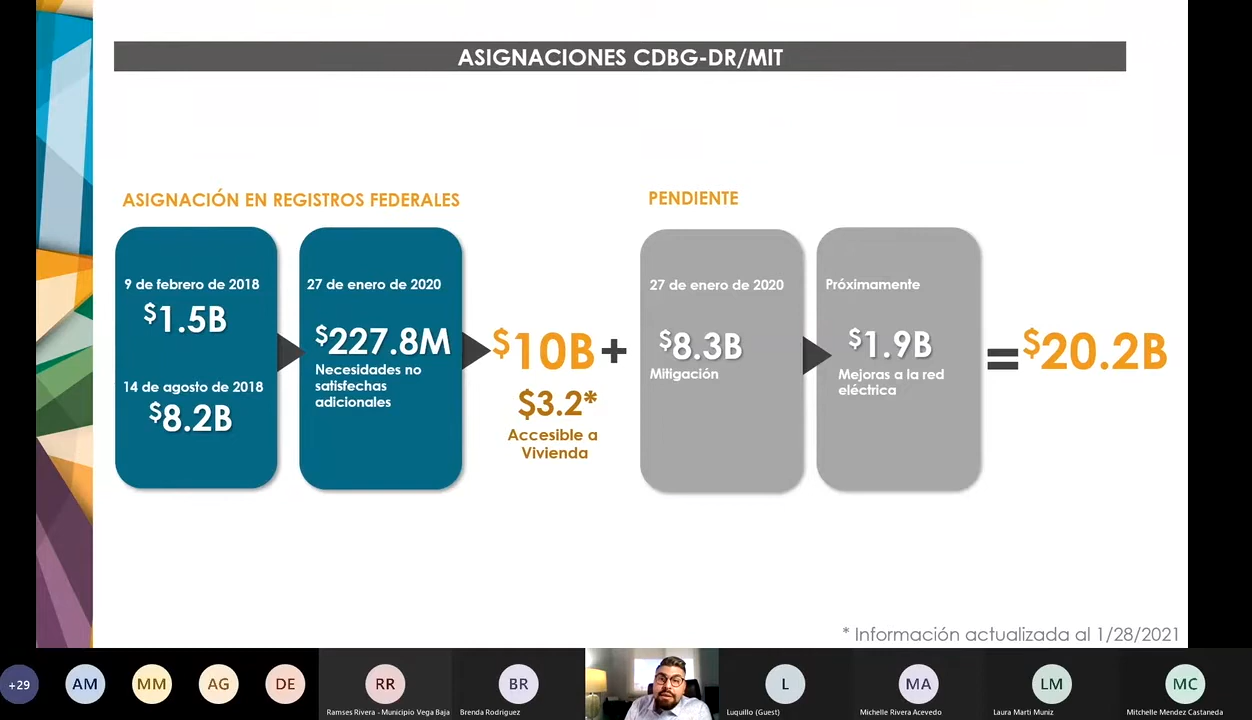 ASIGNACIONES CDBG-DR/MIT
ASIGNACIÓN EN REGISTROS FEDERALES
9 de febrero de 2018
$1.5B
14 de agosto de 2018
$8.2B
27 de enero de 2020
$227.8M
Necesidades no
satisfechas
adicionales
$10B
$3.2*
Accesible a
Vivienda
+
PENDIENTE
27 de enero de 2020
$8.3B
Mitigación
Próximamente
$1.9B
Mejoras a la red
eléctrica
=
$20.2B
* Información actualizada al 1/28/2021
+29
AM
MM
AG
DE
RR
Ramses Rivera - Municipio Vega Baja
BR
Brenda Rodriguez
L
Luquillo (Guest)
MA
Michelle Rivera Acevedo
LM
Laura Marti Muniz
MC
Mitchelle Mendez Castaneda